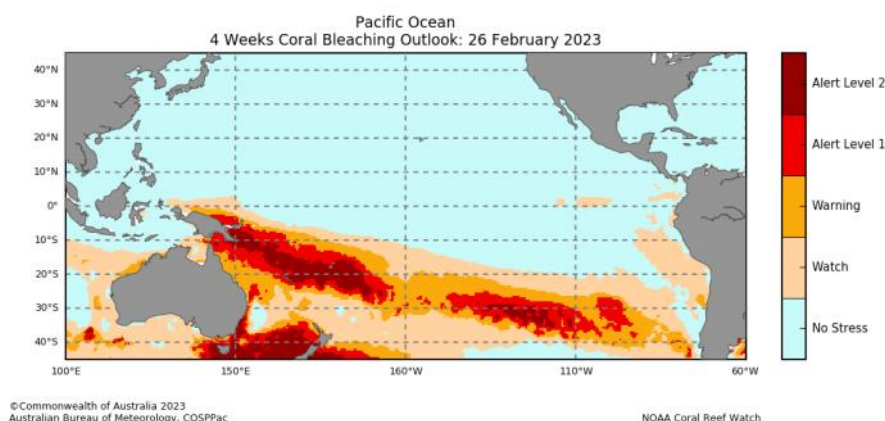 Pacific Ocean
4 Weeks Coral Bleaching Outlook: 26 February 2023
40°N
30°N
20°N
10°N
0°
10°S
20°S
30°S
40°S
100°E
150°E
160°W
110°W
60°W
Alert Level 2
Alert Level 1
Warning
Watch
No Stress
©Commonwealth of Australia 2023
Australian Bureau of Meteorology, COSPPac
NOAA Coral Reef Watch